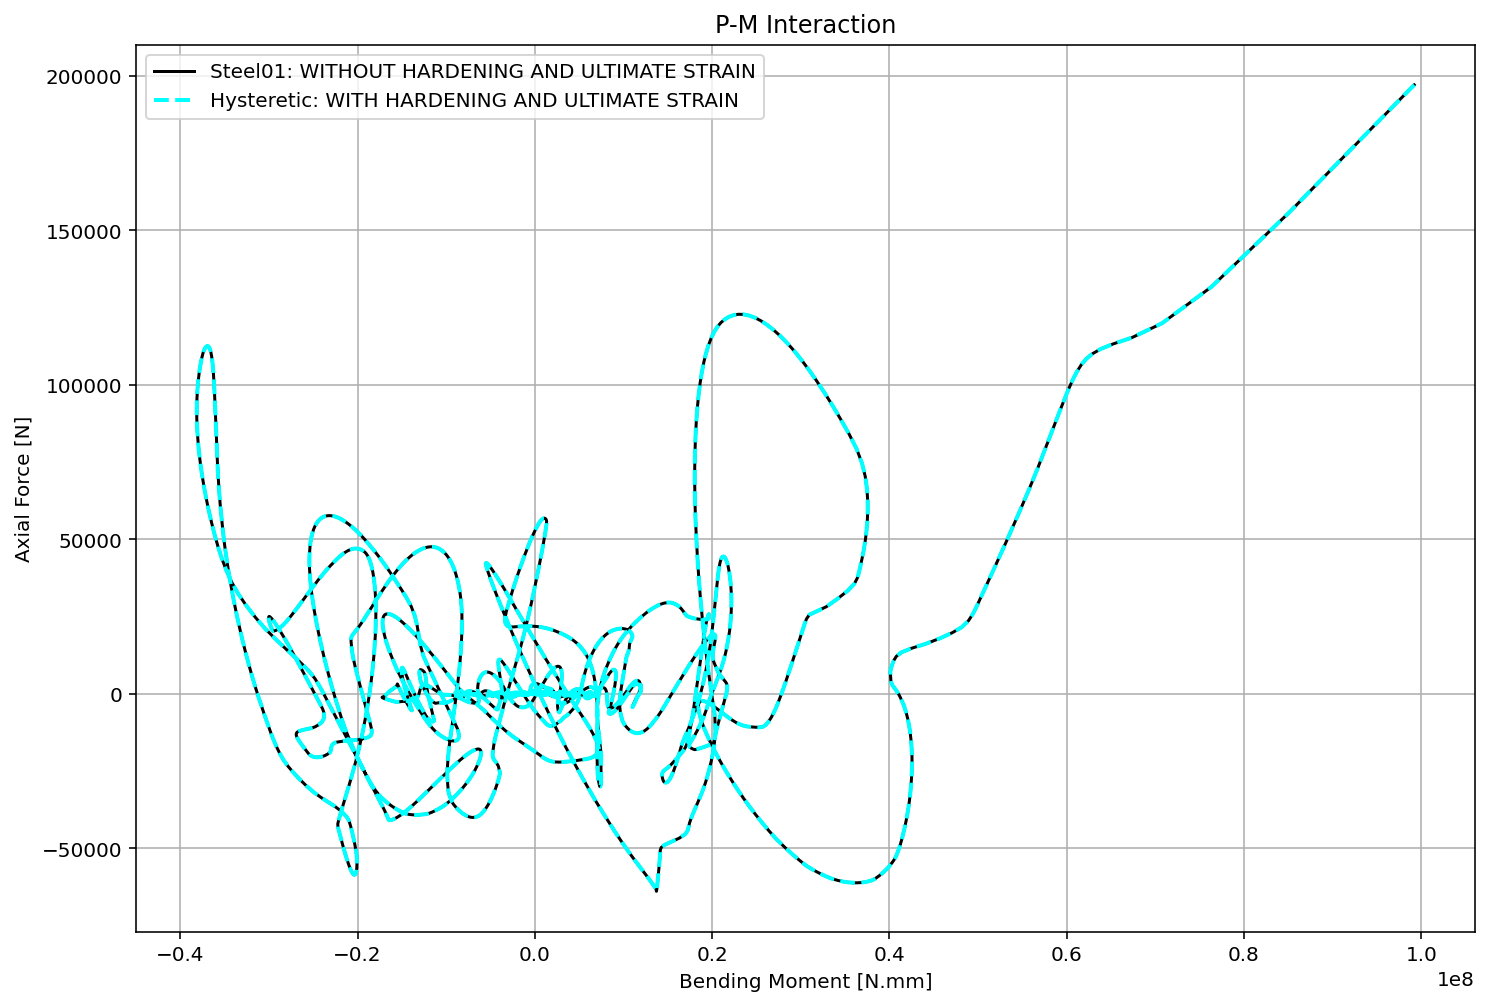 P-M Interaction
Steel01: WITHOUT HARDENING AND ULTIMATE STRAIN
Hysteretic: WITH HARDENING AND ULTIMATE STRAIN
200000
150000
100000
50000
0
−50000
Axial Force [N]
−0.4 −0.2 0.0 0.2 0.4 0.6 0.8 1.0
1e8
Bending Moment [N.mm]